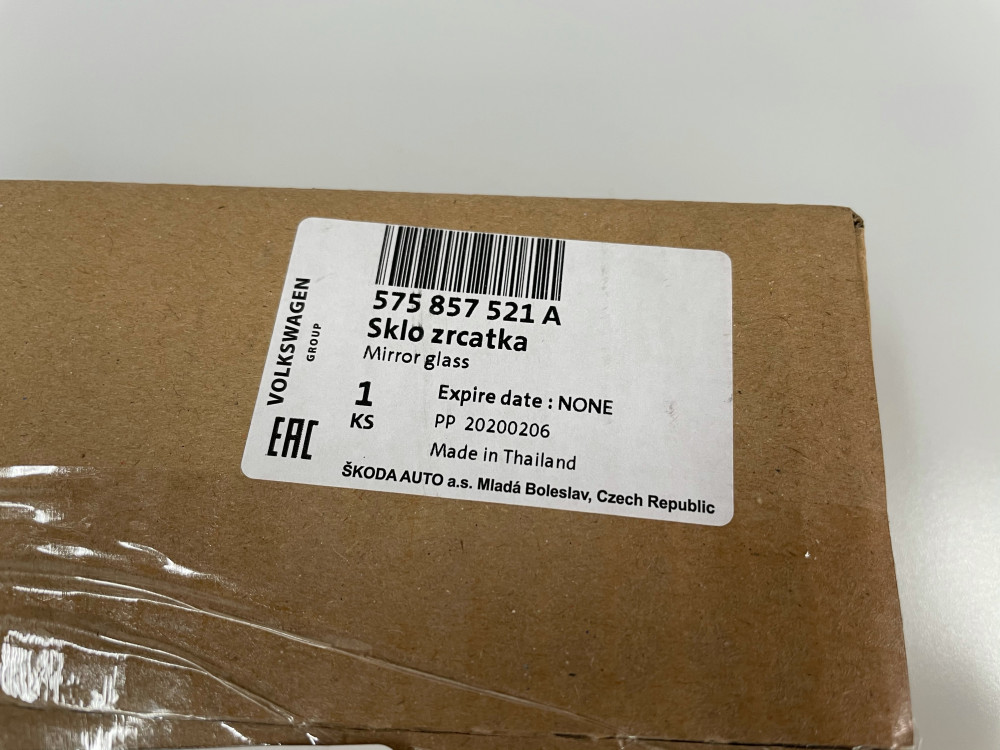 575 857 521 A
Sklo zrcatka
Mirror glass
VOLKSWAGEN
GROUP
1
KS
Expire date : NONE
PP 20200206
Made in Thailand
EAC
ŠKODA AUTO a.s. Mladá Boleslav, Czech Republic